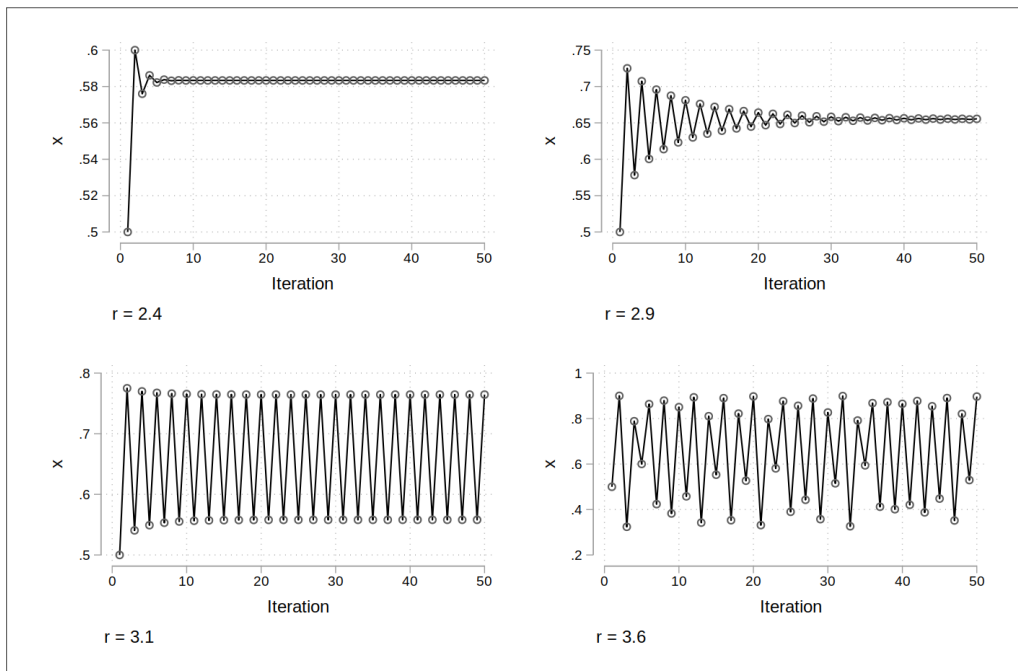 .6
.58
.56
.54
.52
.5
x
0 10 20 30 40 50
Iteration
r = 2.4
.75
.7
.65
.6
.55
.5
x
0 10 20 30 40 50
Iteration
r = 2.9
.8
.7
.6
.5
x
0 10 20 30 40 50
Iteration
r = 3.1
1
.8
.6
.4
.2
x
0 10 20 30 40 50
Iteration
r = 3.6